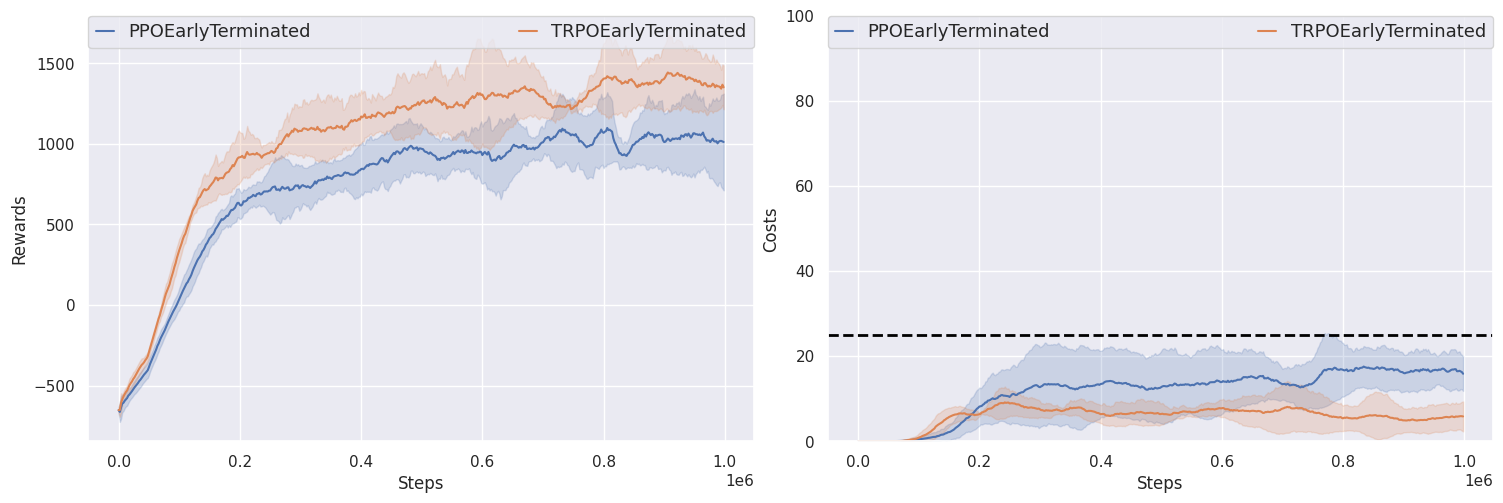 PPOEarlyTerminated TRPOEarlyTerminated
1500
1000
500
0
−500
Rewards
0.0 0.2 0.4 0.6 0.8 1.0
1e6
Steps
PPOEarlyTerminated TRPOEarlyTerminated
100
80
60
40
20
0
Costs
0.0 0.2 0.4 0.6 0.8 1.0
1e6
Steps